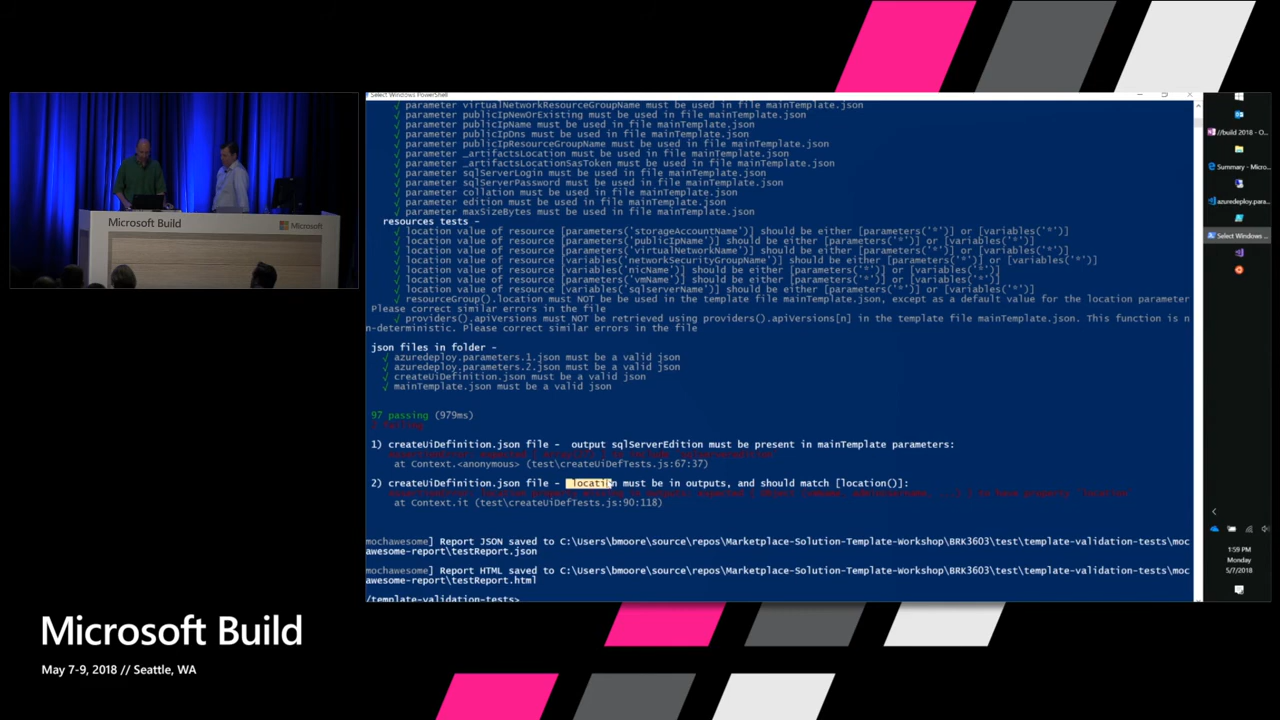 Select Windows PowerShell
√ parameter virtualNetworkResourceGroupName must be used in file mainTemplate.json
√ parameter publicIpNewOrExisting must be used in file mainTemplate.json
√ parameter publicIpName must be used in file mainTemplate.json
√ parameter publicIpDns must be used in file mainTemplate.json
√ parameter publicIpResourceGroupName must be used in file mainTemplate.json
√ parameter _artifactsLocation must be used in file mainTemplate.json
√ parameter _artifactsLocationSasToken must be used in file mainTemplate.json
√ parameter sqlServerLogin must be used in file mainTemplate.json
√ parameter sqlServerPassword must be used in file mainTemplate.json
√ parameter collation must be used in file mainTemplate.json
√ parameter edition must be used in file mainTemplate.json
√ parameter maxSizeBytes must be used in file mainTemplate.json
resources tests -
√ location value of resource [parameters('storageAccountName')] should be either [parameters('*')] or [variables('*')]
√ location value of resource [parameters('publicIpName')] should be either [parameters('*')] or [variables('*')]
√ location value of resource [parameters('virtualNetworkName')] should be either [parameters('*')] or [variables('*')]
√ location value of resource [variables('networkSecurityGroupName')] should be either [parameters('*')] or [variables('*')]
√ location value of resource [variables('nicName')] should be either [parameters('*')] or [variables('*')]
√ location value of resource [parameters('vmName')] should be either [parameters('*')] or [variables('*')]
√ location value of resource [variables('sqlserverName')] should be either [parameters('*')] or [variables('*')]
√ resourceGroup().location must NOT be be used in the template file mainTemplate.json, except as a default value for the location parameter
Please correct similar errors in the file
√ providers().apiVersions must NOT be retrieved using providers().apiVersions[n] in the template file mainTemplate.json. This function is n
n-deterministic. Please correct similar errors in the file
json files in folder -
√ azuredeploy.parameters.1.json must be a valid json
√ azuredeploy.parameters.2.json must be a valid json
√ createUiDefinition.json must be a valid json
√ mainTemplate.json must be a valid json
97 passing (979ms)
2 failing
1) createUiDefinition.json file - output sqlServerEdition must be present in mainTemplate parameters:
at Context.<anonymous> (test\createUiDefTests.js:67:37)
2) createUiDefinition.json file - location must be in outputs, and should match [location()]:
at Context.it (test\createUiDefTests.js:90:118)
mochawesome] Report JSON saved to C:\Users\bmoore\source\repos\Marketplace-Solution-Template-Workshop\BRK3603\test\template-validation-tests\moc
awesome-report\testReport.json
mochawesome] Report HTML saved to C:\Users\bmoore\source\repos\Marketplace-Solution-Template-Workshop\BRK3603\test\template-validation-tests\moc
awesome-report\testReport.html
/template-validation-tests>
//build 2018 - O...
Summary - Micro...
azuredeploy.para...
Select Windows ...
1:59 PM
Monday
5/7/2018
Microsoft Build
Microsoft
Microsoft Build
May 7-9, 2018 // Seattle, WA